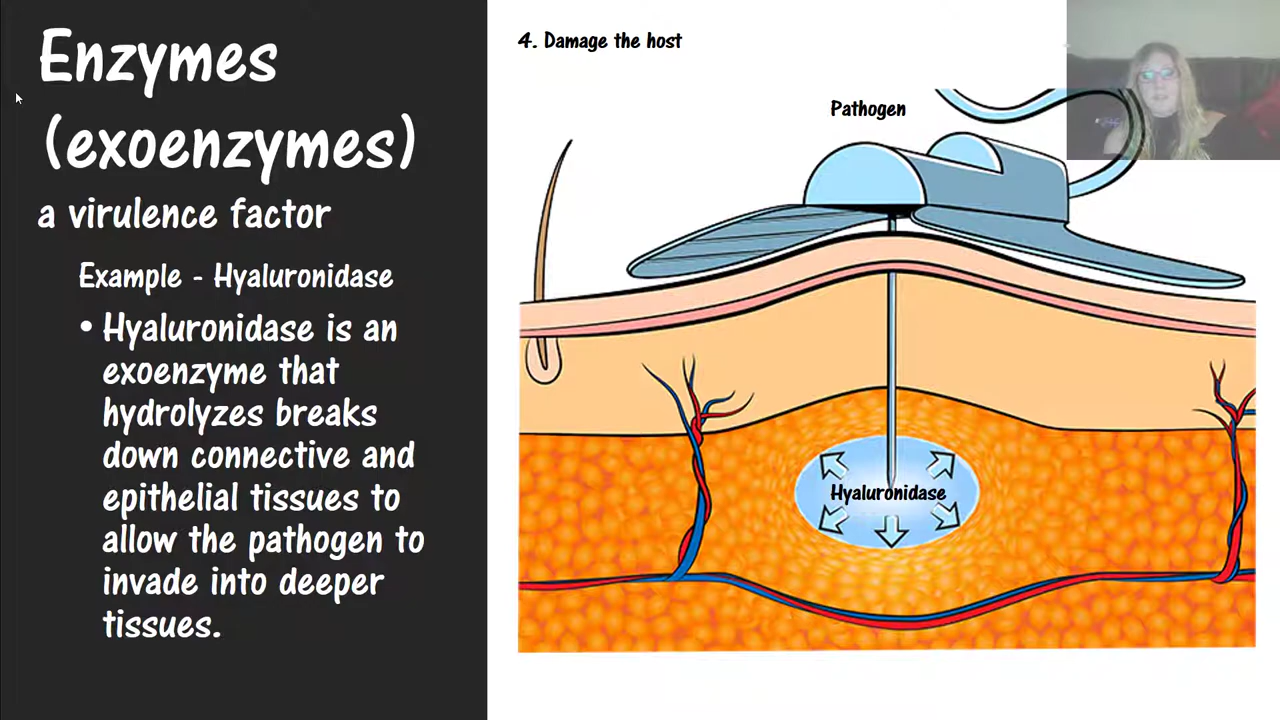 Enzymes
(exoenzymes)
a virulence factor
Example - Hyaluronidase
• Hyaluronidase is an
exoenzyme that
hydrolyzes breaks
down connective and
epithelial tissues to
allow the pathogen to
invade into deeper
tissues.
4. Damage the host
Pathogen
Hyaluronidase